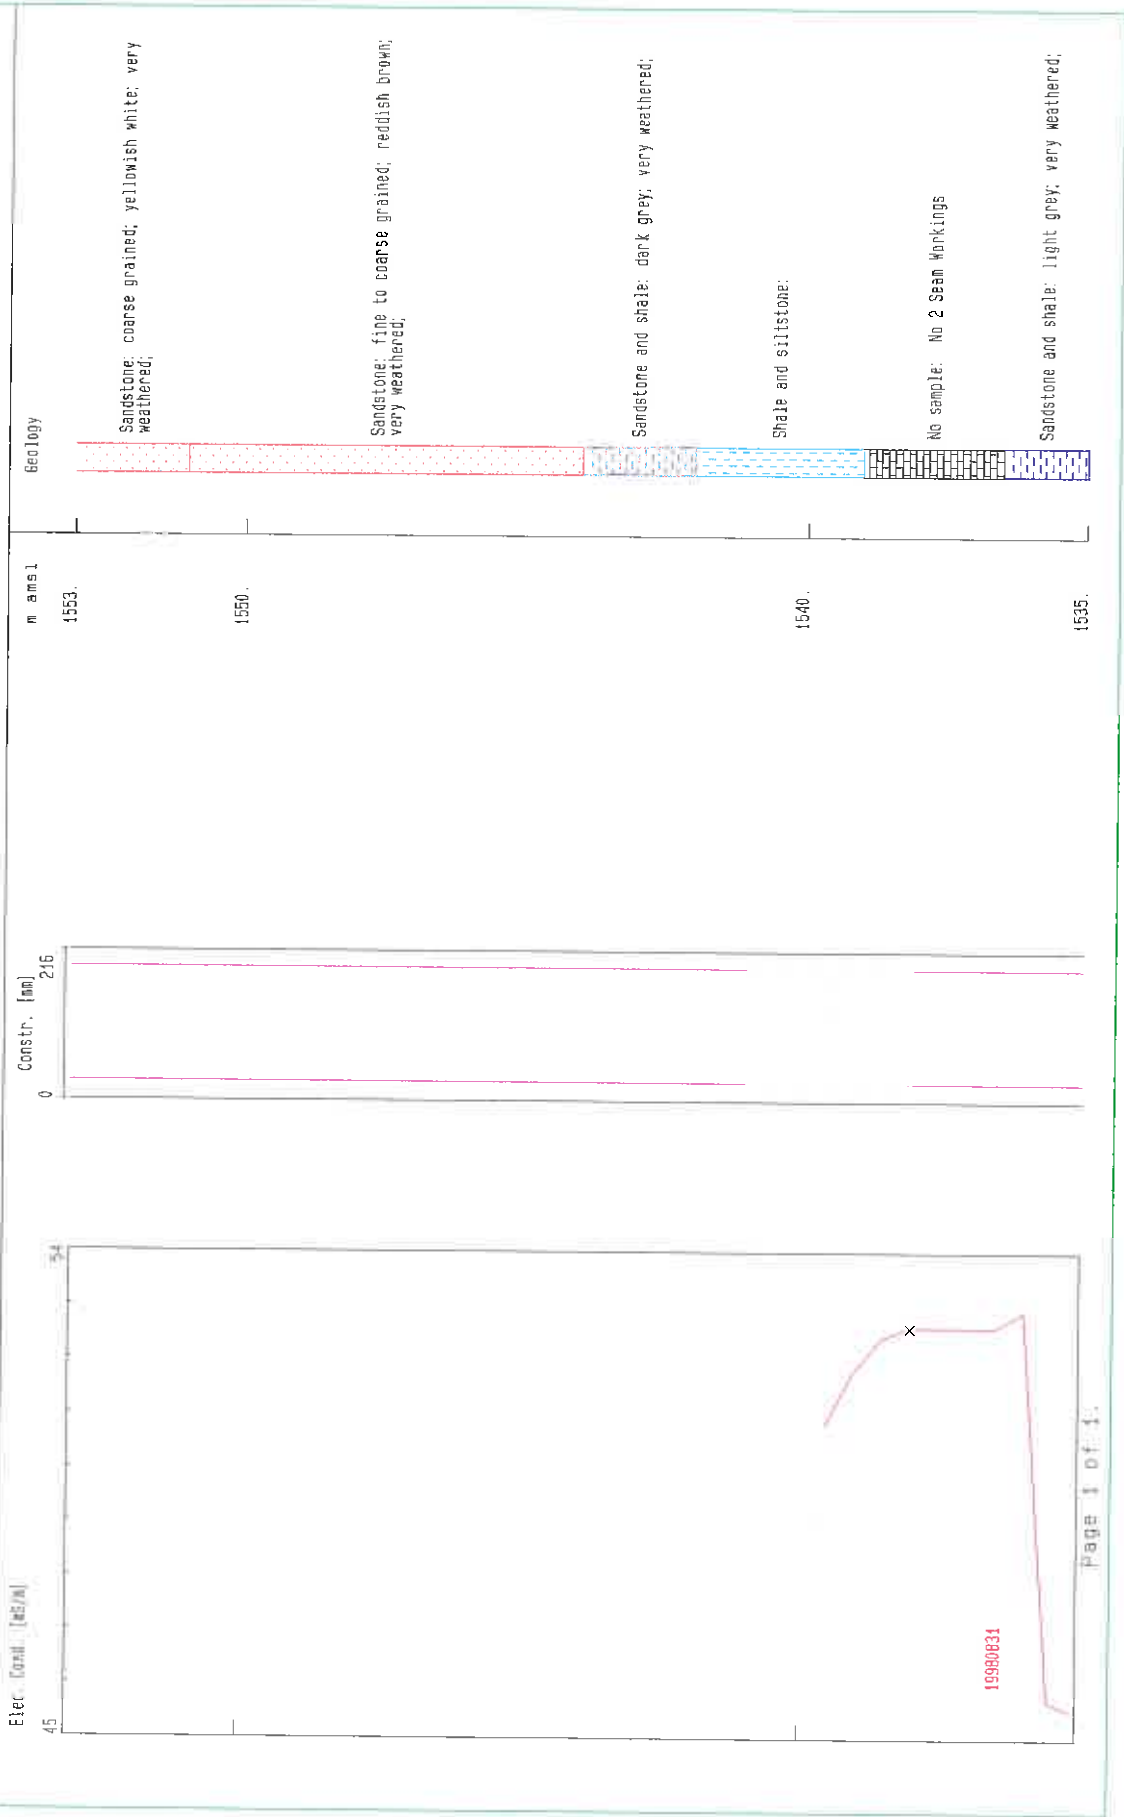 Elec. Cond. [mS/m]
45
54
Constr. [mm]
0
216
m amsl
1553.
1550.
1540.
1535.
Geology
Sandstone; coarse grained; yellowish white; very
weathered;
Sandstone; fine to coarse grained; reddish brown;
very weathered;
Sandstone and shale; dark grey; very weathered;
Shale and siltstone;
No sample; No 2 Seam Workings
Sandstone and shale; light grey; very weathered;
19980831
Page 1 of 1.